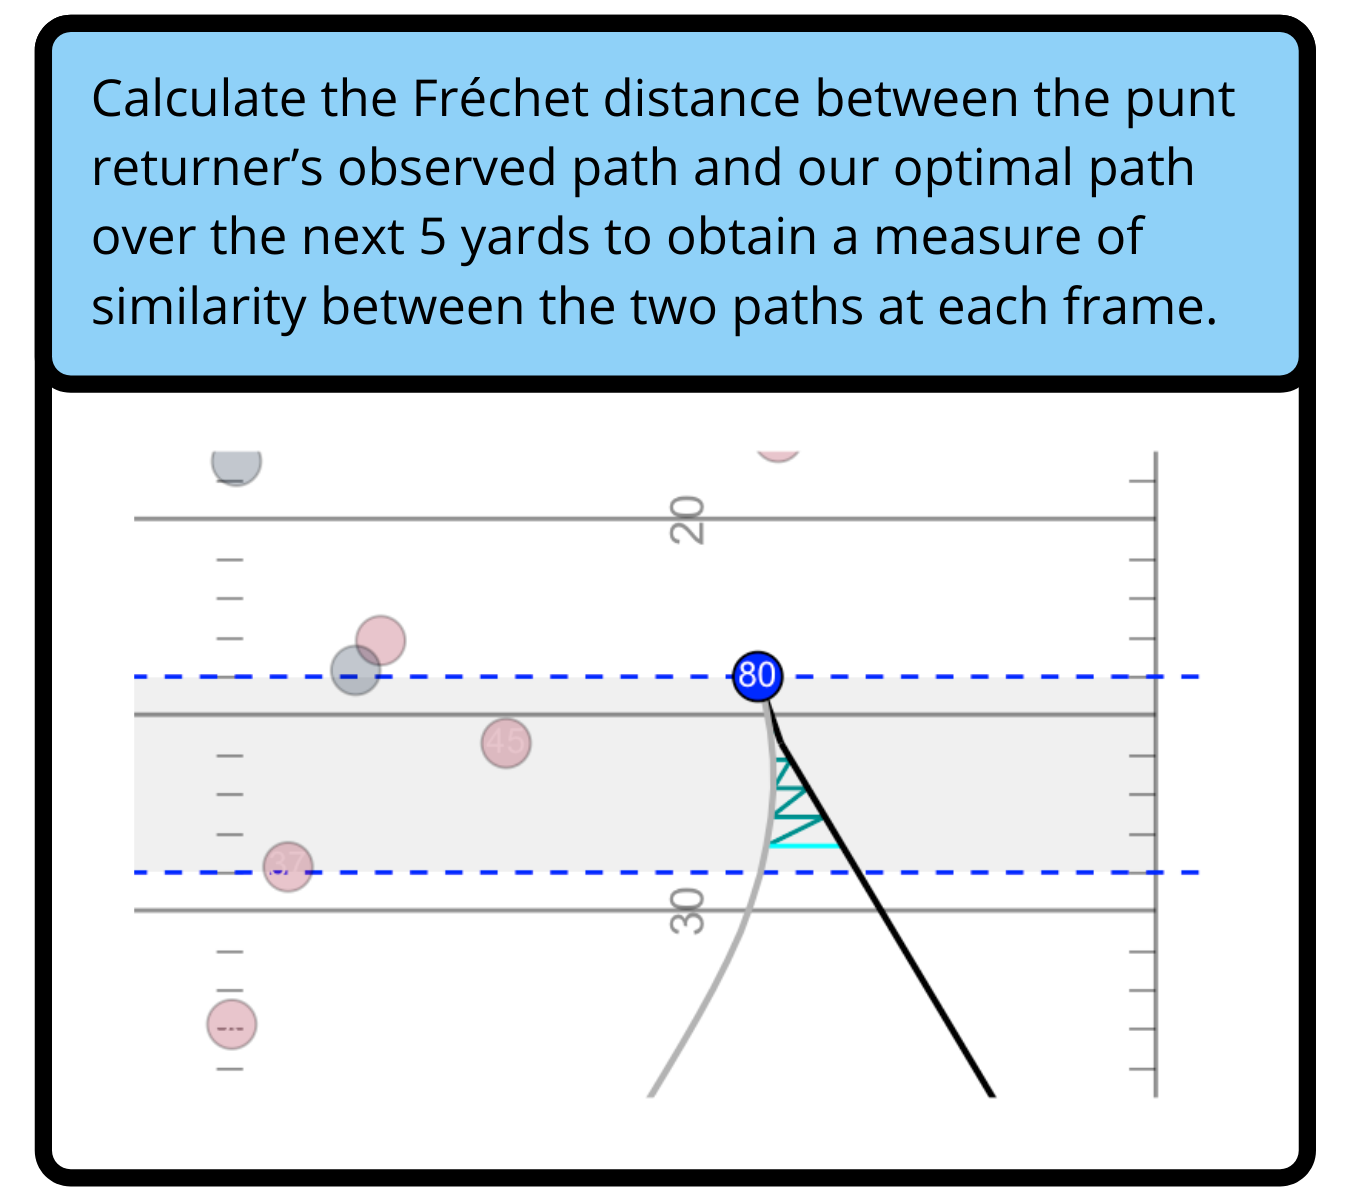 Calculate the Fréchet distance between the punt
returner’s observed path and our optimal path
over the next 5 yards to obtain a measure of
similarity between the two paths at each frame.
20
80
45
37
30